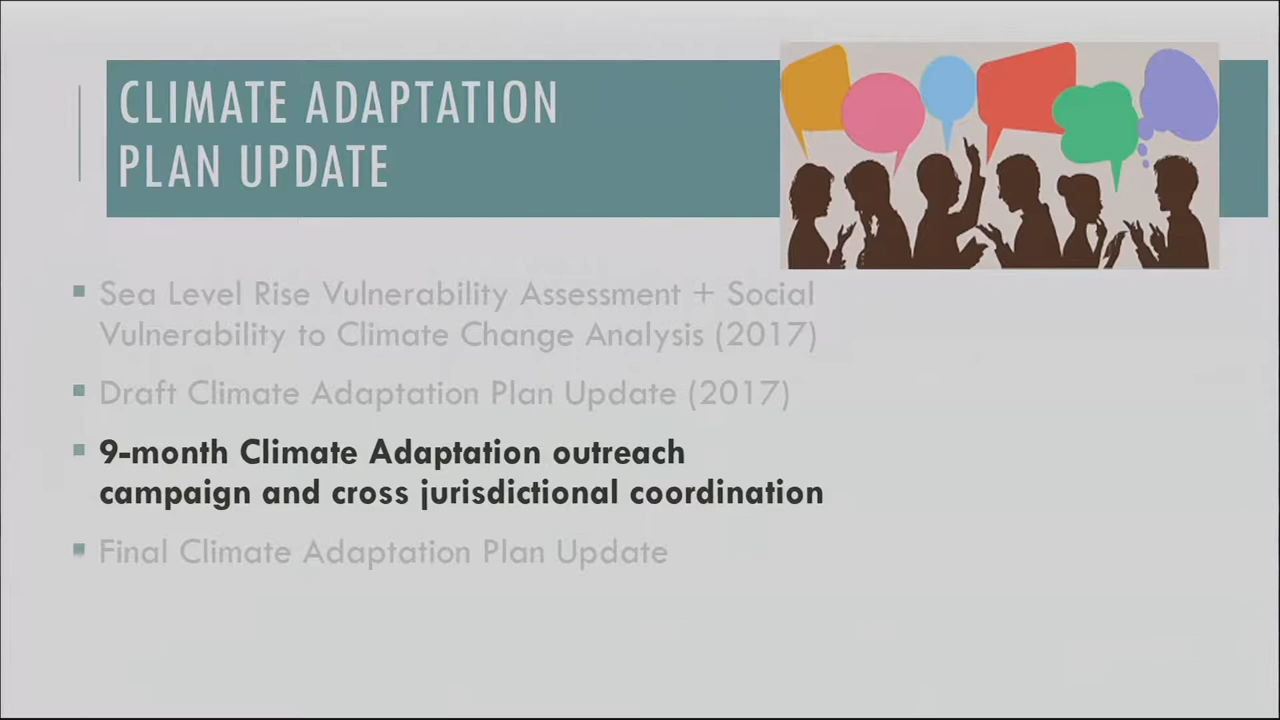 CLIMATE ADAPTATION
PLAN UPDATE
Sea Level Rise Vulnerability Assessment + Social
Vulnerability to Climate Change Analysis (2017)
Draft Climate Adaptation Plan Update (2017)
9-month Climate Adaptation outreach
campaign and cross jurisdictional coordination
Final Climate Adaptation Plan Update